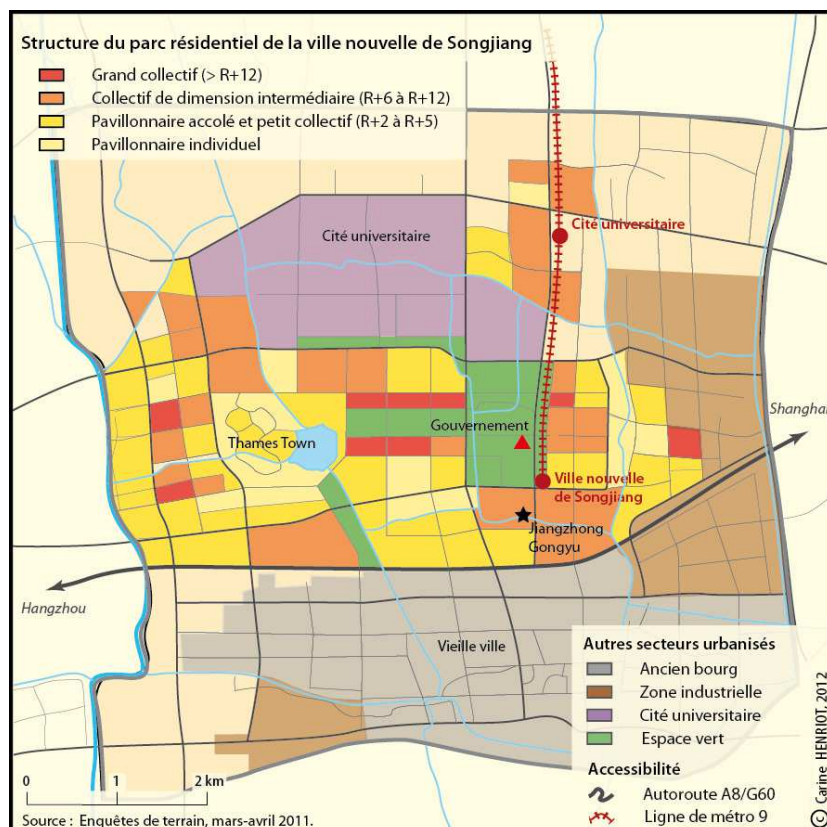 Structure du parc résidentiel de la ville nouvelle de Songjiang
Grand collectif (> R+12)
Collectif de dimension intermédiaire (R+6 à R+12)
Pavillonnaire accolé et petit collectif (R+2 à R+5)
Pavillonnaire individuel
Cité universitaire
Cité universitaire
Shanghai
Gouvernement
Thames Town
Ville nouvelle
de Songjiang
Jiangzhong
Gongyu
Hangzhou
Vieille ville
Autres secteurs urbanisés
Ancien bourg
Zone industrielle
Cité universitaire
Espace vert
Accessibilité
Autoroute A8/G60
Ligne de métro 9
0 1 2 km
Source : Enquêtes de terrain, mars-avril 2011.
(c) Carine HENRIOT, 2012